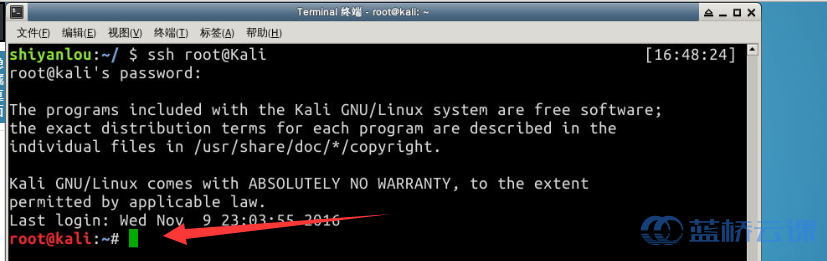 Terminal 终端 - root@kali: ~
文件(F) 编辑(E) 视图(V) 终端(T) 标签(A) 帮助(H)
shiyanlou:~/ $ ssh root@Kali [16:48:24]
root@kali's password:
The programs included with the Kali GNU/Linux system are free software;
the exact distribution terms for each program are described in the
individual files in /usr/share/doc/*/copyright.
Kali GNU/Linux comes with ABSOLUTELY NO WARRANTY, to the extent
permitted by applicable law.
Last login: Wed Nov  9 23:03:55 2016
root@kali:~#
蓝桥云课